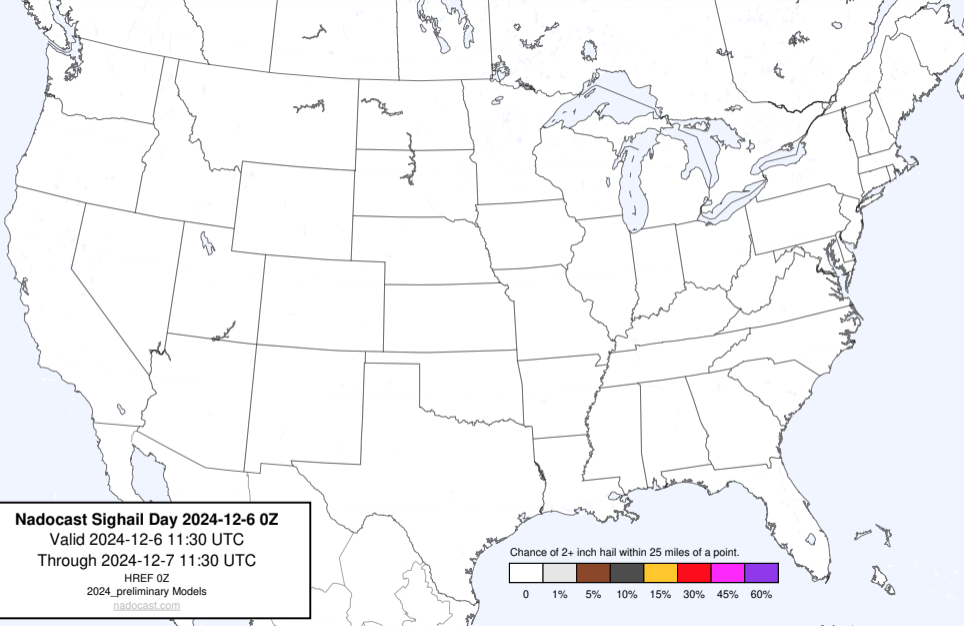 Nadocast Sighail Day 2024-12-6 0Z
Valid 2024-12-6 11:30 UTC
Through 2024-12-7 11:30 UTC
HREF 0Z
2024_preliminary Models
nadocast.com
Chance of 2+ inch hail within 25 miles of a point.
0 1% 5% 10% 15% 30% 45% 60%